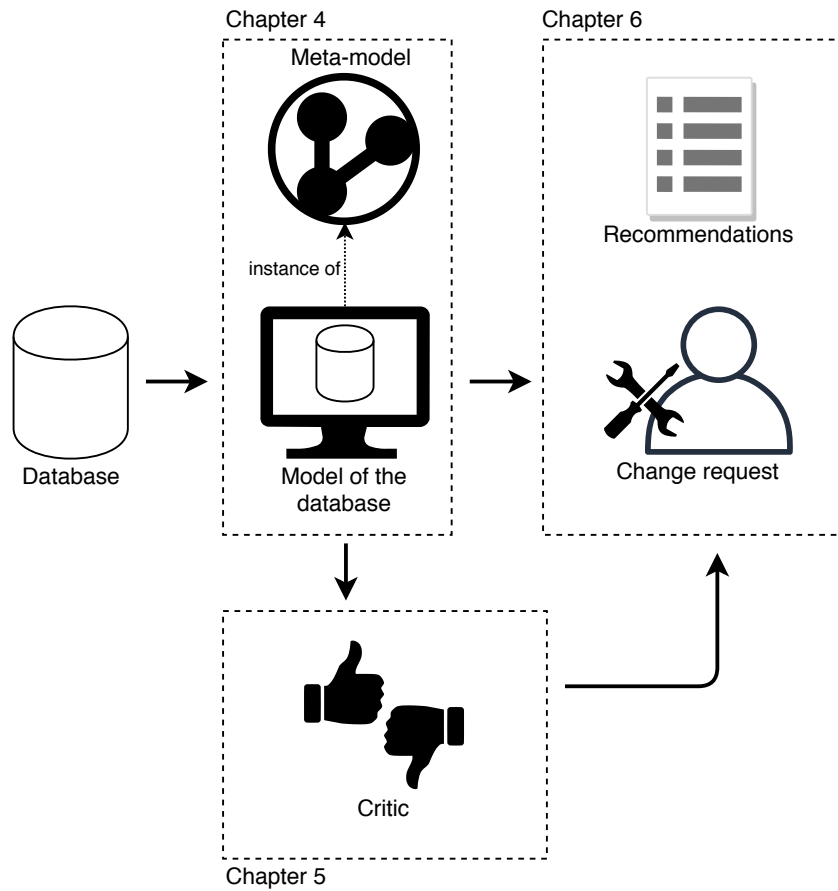 Chapter 4
Chapter 6
Meta-model
Recommendations
instance of
Database
Model of the
database
Change request
Critic
Chapter 5